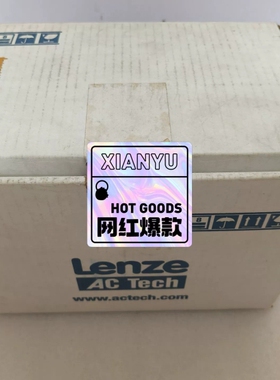 XIANYU
HOT GOODS
网红爆款
Lenze
AC Tech
www.actech.com